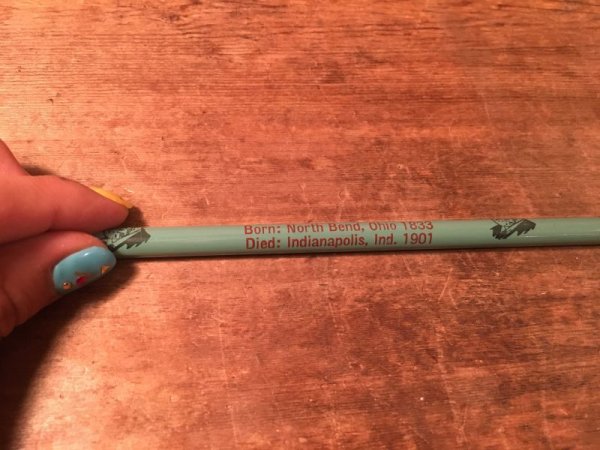 Born: North Bend, Ohio 1833
Died: Indianapolis, Ind. 1901